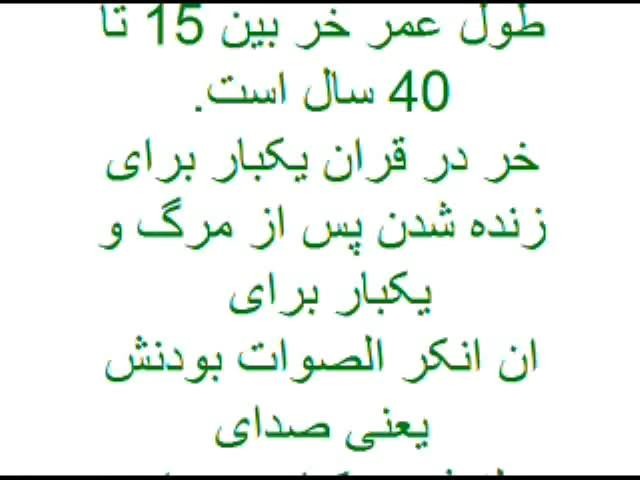 طول عمر خر بین 15 تا
40 سال است.
خر در قران یکبار برای
زنده شدن پس از مرگ و
یکبار برای
ان انکر الصوات بودنش
یعنی صدای